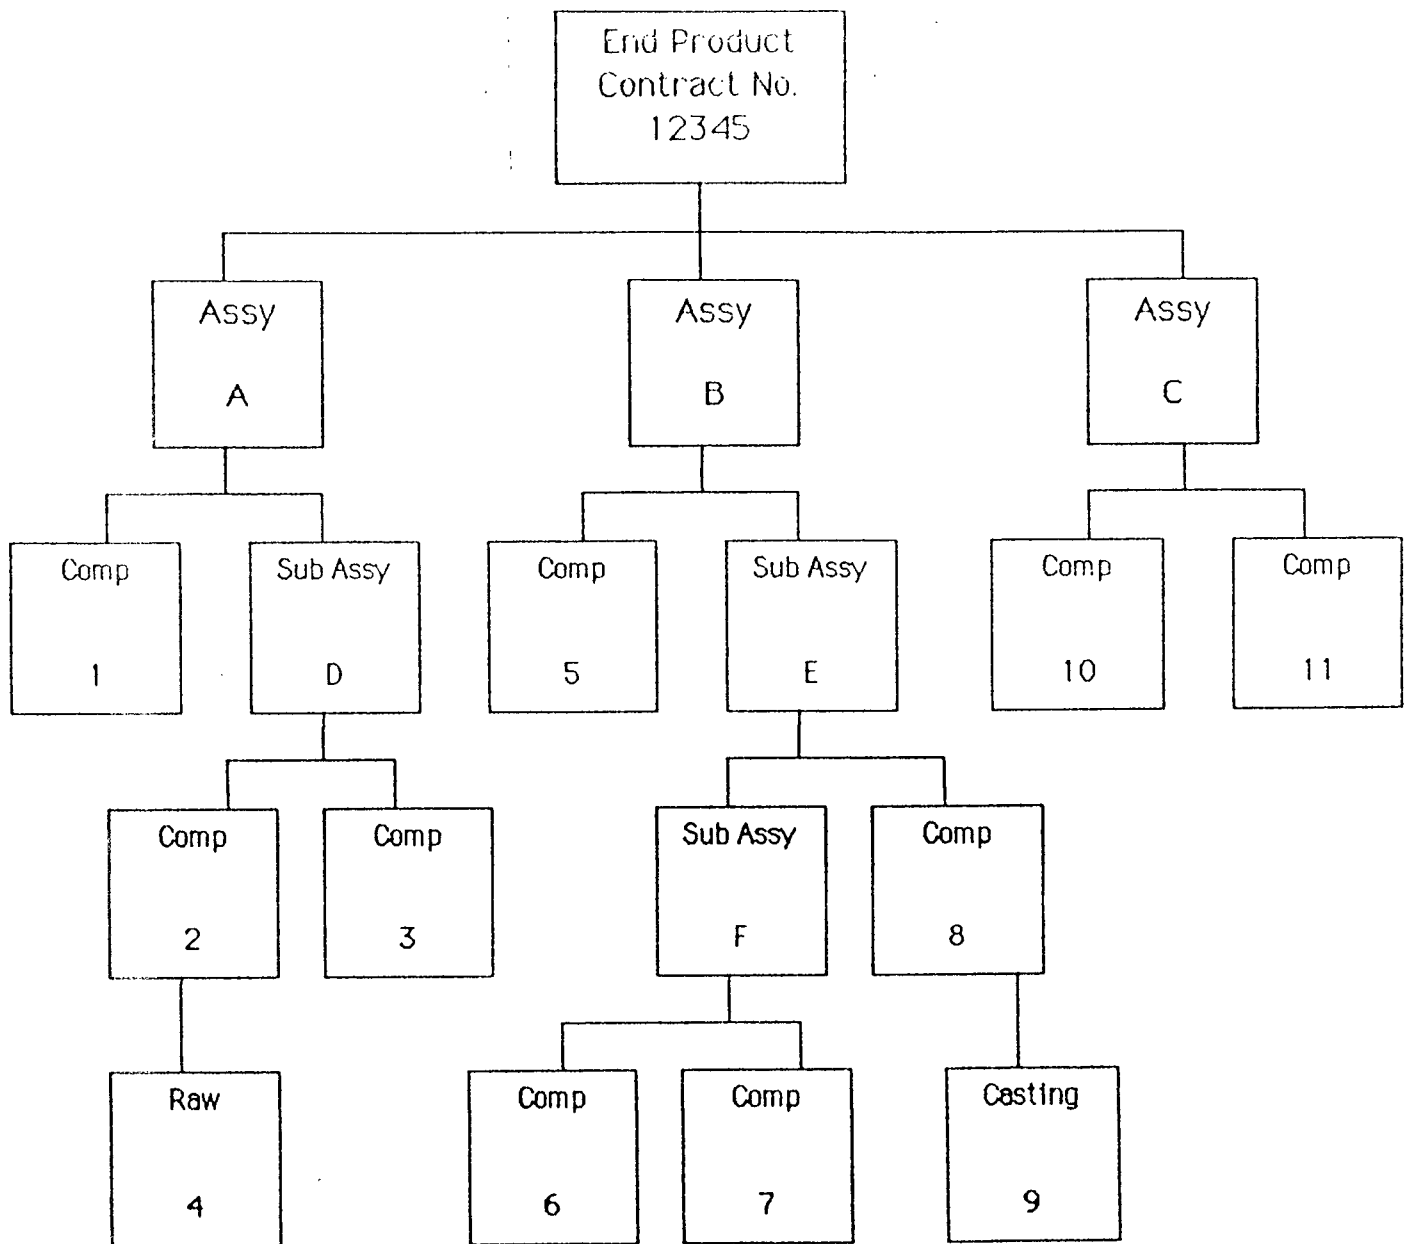 End Product
Contract No.
12345
Assy
A
Assy
B
Assy
C
Comp
1
Sub Assy
D
Comp
5
Sub Assy
E
Comp
10
Comp
11
Comp
2
Comp
3
Sub Assy
F
Comp
8
Raw
4
Comp
6
Comp
7
Casting
9